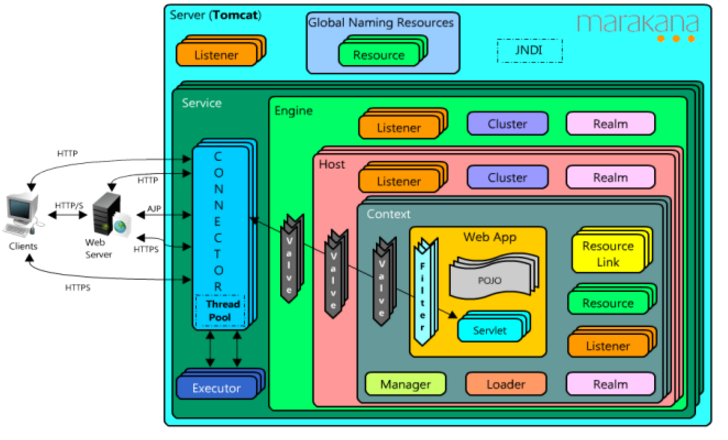 Server (Tomcat)
Global Naming Resources
marakana
Listener
Resource
JNDI
Service
Engine
Listener
Cluster
Realm
Host
Listener
Cluster
Realm
Context
CONNECTOR
Thread
Pool
Executor
HTTP
HTTP
HTTP/S
AJP
HTTPS
HTTPS
Clients
Web
Server
Valve
Valve
Valve
Filter
Web App
POJO
Servlet
Resource
Link
Resource
Listener
Manager
Loader
Realm